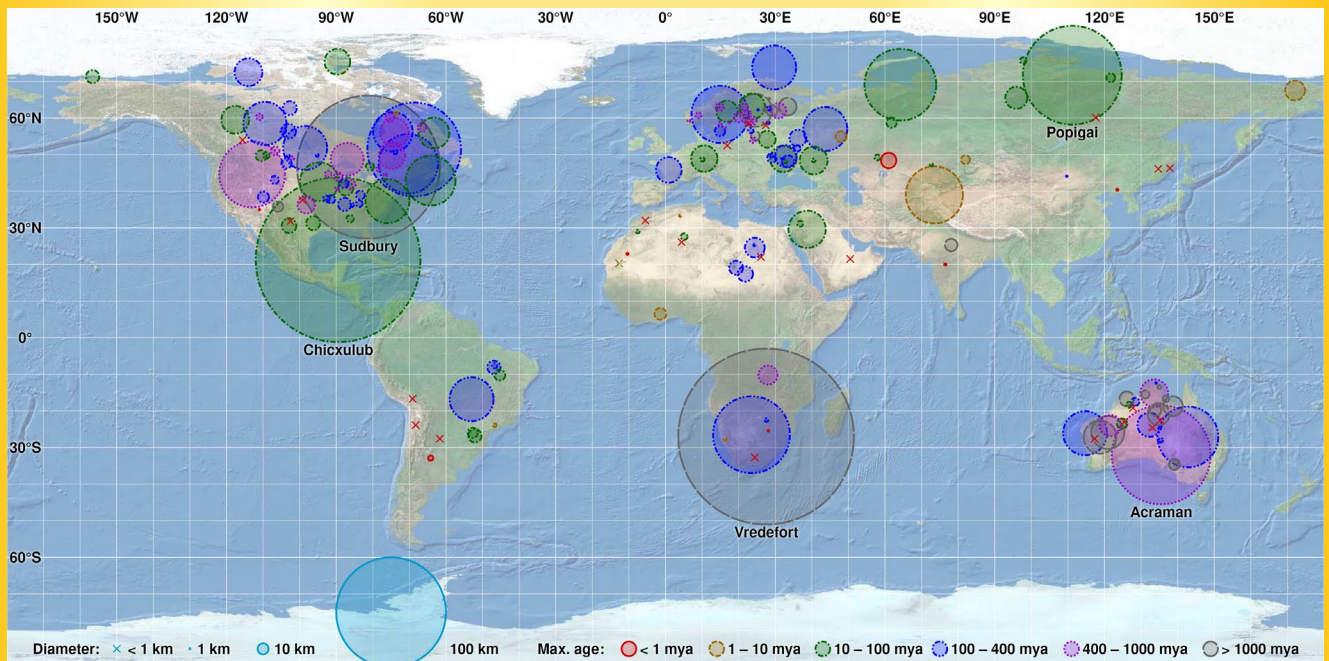 150°W 120°W 90°W 60°W 30°W 0° 30°E 60°E 90°E 120°E 150°E
60°N
Popigai
30°N
Sudbury
0°
Chicxulub
30°S
Acraman
Vredefort
60°S
Diameter: < 1 km 1 km 10 km 100 km Max. age: < 1 mya 1 – 10 mya 10 – 100 mya 100 – 400 mya 400 – 1000 mya > 1000 mya